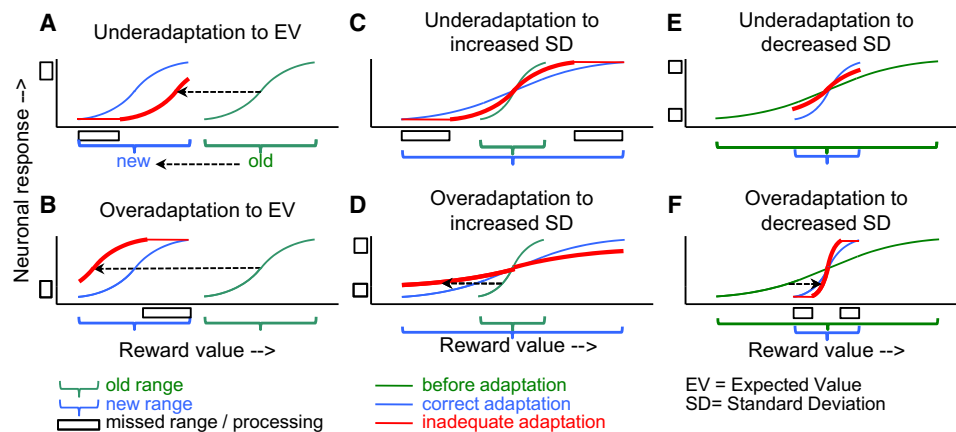 A
Underadaptation to EV
Neuronal response -->
new
old
B
Overadaptation to EV
Reward value -->
C
Underadaptation to
increased SD
D
Overadaptation to
increased SD
Reward value -->
E
Underadaptation to
decreased SD
F
Overadaptation to
decreased SD
Reward value -->
old range
new range
missed range / processing
before adaptation
correct adaptation
inadequate adaptation
EV = Expected Value
SD= Standard Deviation